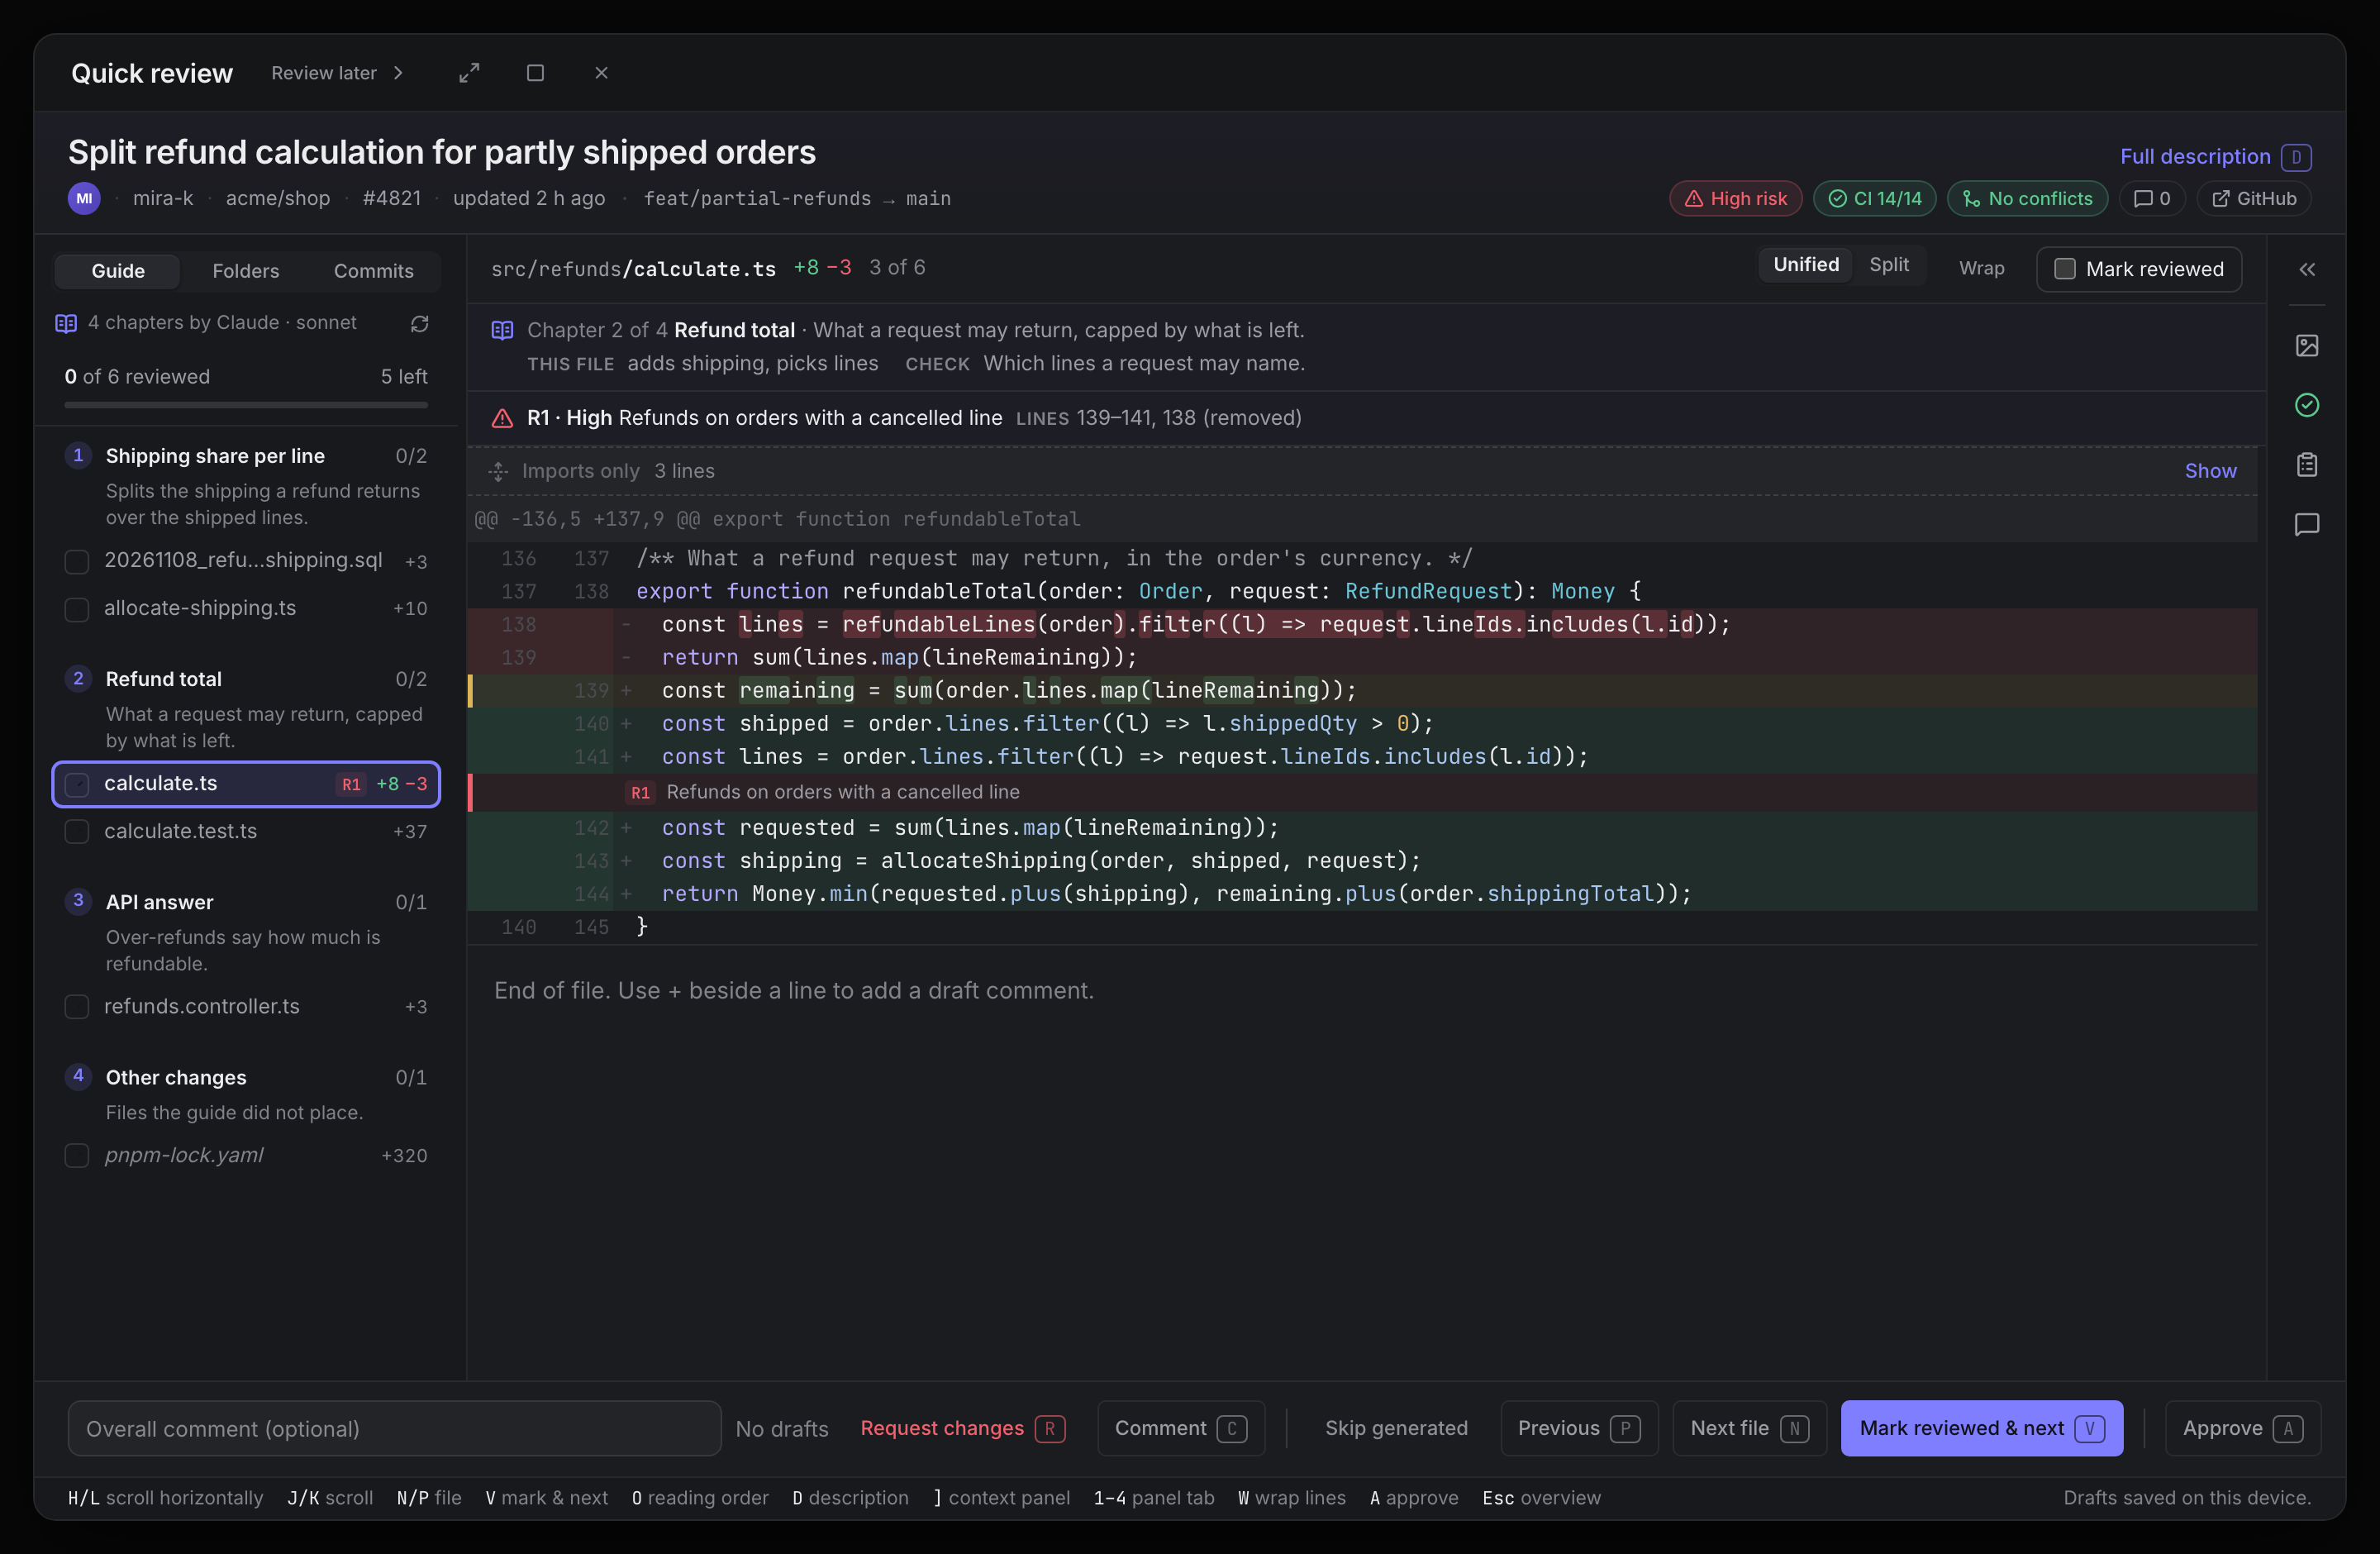 Quick review Review later
Split refund calculation for partly shipped orders
Full description D
MI · mira-k · acme/shop · #4821 · updated 2 h ago · feat/partial-refunds → main
High risk CI 14/14 No conflicts 0 GitHub
Guide Folders Commits
4 chapters by Claude · sonnet
0 of 6 reviewed 5 left
1 Shipping share per line 0/2
Splits the shipping a refund returns
over the shipped lines.
20261108_refu...shipping.sql +3
allocate-shipping.ts +10
2 Refund total 0/2
What a request may return, capped
by what is left.
calculate.ts R1 +8 −3
calculate.test.ts +37
3 API answer 0/1
Over-refunds say how much is
refundable.
refunds.controller.ts +3
4 Other changes 0/1
Files the guide did not place.
pnpm-lock.yaml +320
src/refunds/calculate.ts +8 −3 3 of 6
Unified Split Wrap Mark reviewed
Chapter 2 of 4 Refund total · What a request may return, capped by what is left.
THIS FILE adds shipping, picks lines CHECK Which lines a request may name.
R1 · High Refunds on orders with a cancelled line LINES 139–141, 138 (removed)
Imports only 3 lines Show
@@ -136,5 +137,9 @@ export function refundableTotal
136 137 /** What a refund request may return, in the order's currency. */
137 138 export function refundableTotal(order: Order, request: RefundRequest): Money {
138 - const lines = refundableLines(order).filter((l) => request.lineIds.includes(l.id));
139 - return sum(lines.map(lineRemaining));
139 + const remaining = sum(order.lines.map(lineRemaining));
140 + const shipped = order.lines.filter((l) => l.shippedQty > 0);
141 + const lines = order.lines.filter((l) => request.lineIds.includes(l.id));
R1 Refunds on orders with a cancelled line
142 + const requested = sum(lines.map(lineRemaining));
143 + const shipping = allocateShipping(order, shipped, request);
144 + return Money.min(requested.plus(shipping), remaining.plus(order.shippingTotal));
140 145 }
End of file. Use + beside a line to add a draft comment.
Overall comment (optional) No drafts Request changes R Comment C Skip generated Previous P Next file N Mark reviewed & next V Approve A
H/L scroll horizontally J/K scroll N/P file V mark & next O reading order D description ] context panel 1–4 panel tab W wrap lines A approve Esc overview Drafts saved on this device.